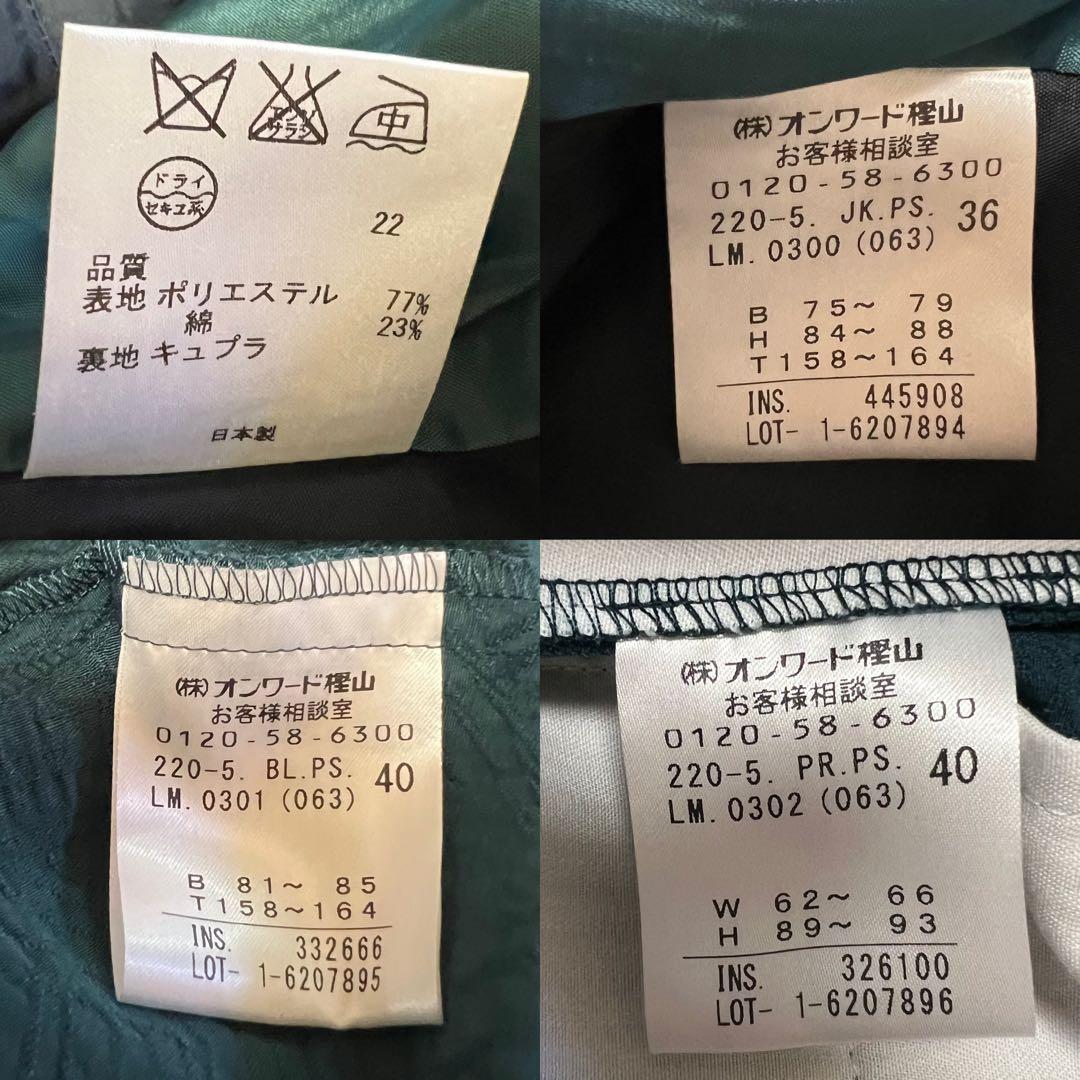 エンソ
サラシ
中
ドライ
セキユ系
22
品質
表地 ポリエステル 77%
綿 23%
裏地 キュプラ
日本製
(株)オンワード樫山
お客様相談室
0120-58-6300
220-5. JK.PS. 36
LM. 0300 (063)
B 75~ 79
H 84~ 88
T158~164
INS. 445908
LOT- 1-6207894
(株)オンワード樫山
お客様相談室
0120-58-6300
220-5. BL.PS. 40
LM. 0301 (063)
B 81~ 85
T158~164
INS. 332666
LOT- 1-6207895
(株)オンワード樫山
お客様相談室
0120-58-6300
220-5. PR.PS. 40
LM. 0302 (063)
W 62~ 66
H 89~ 93
INS. 326100
LOT- 1-6207896